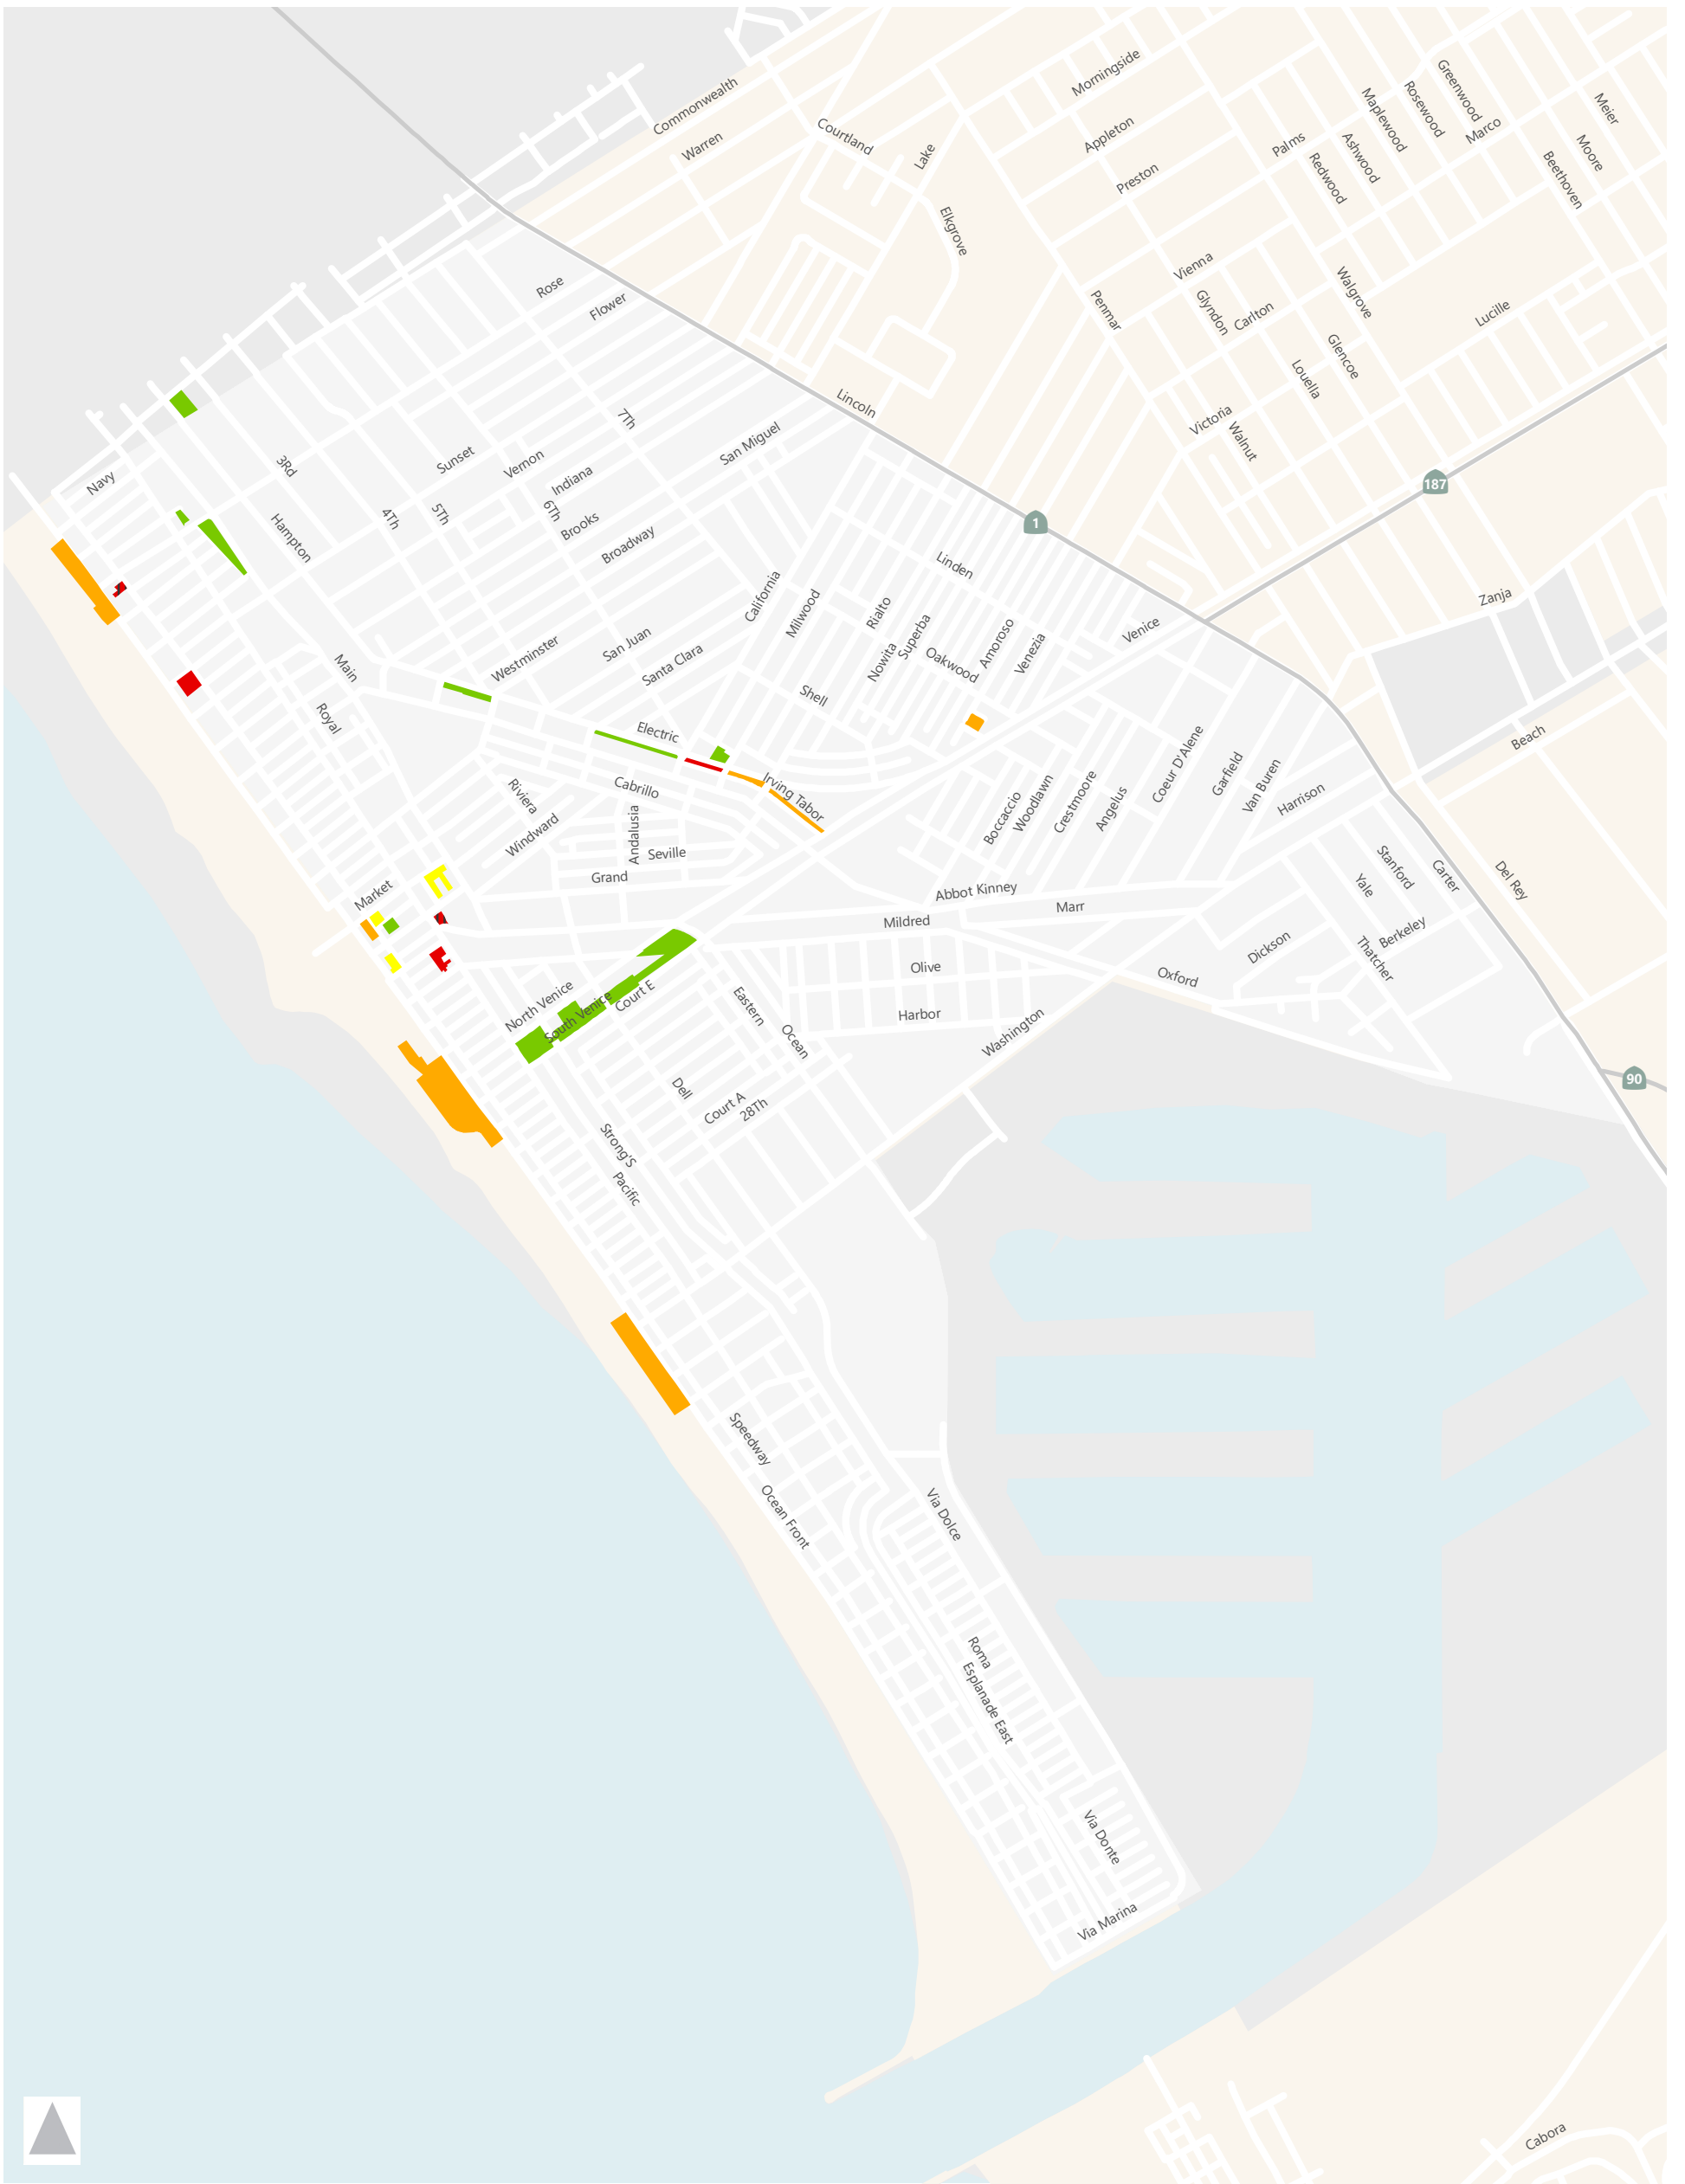 Morningside
Greenwood
Commonwealth
Maplewood
Rosewood
Meier
Courtland
Appleton
Marco
Warren
Lake
Palms
Ashwood
Moore
Preston
Redwood
Beethoven
Elkgrove
Vienna
Rose
Flower
Penmar
Glyndon
Carlton
Walgrove
Lucille
Glencoe
Louella
Lincoln
7Th
San Miguel
Victoria
Walnut
Navy
3Rd
Sunset
Vernon
Indiana
187
4Th
5Th
6Th
Brooks
1
Hampton
Broadway
Linden
California
Milwood
Rialto
Zanja
Superba
Amoroso
Venezia
Venice
Main
Westminster
San Juan
Santa Clara
Nowita
Oakwood
Shell
Royal
Electric
Beach
Coeur D'Alene
Garfield
Van Buren
Riviera
Cabrillo
Irving Tabor
Boccaccio
Woodlawn
Crestmoore
Angelus
Harrison
Windward
Andalusia
Seville
Grand
Stanford
Yale
Carter
Del Rey
Market
Abbot Kinney
Marr
Mildred
Dickson
Berkeley
Thatcher
Olive
Oxford
North Venice
South Venice
Court E
Eastern
Harbor
Ocean
Washington
90
Dell
Court A
28Th
Strong'S
Pacific
Speedway
Ocean Front
Via Dolce
Roma
Esplanade East
Via Donte
Via Marina
Cabora